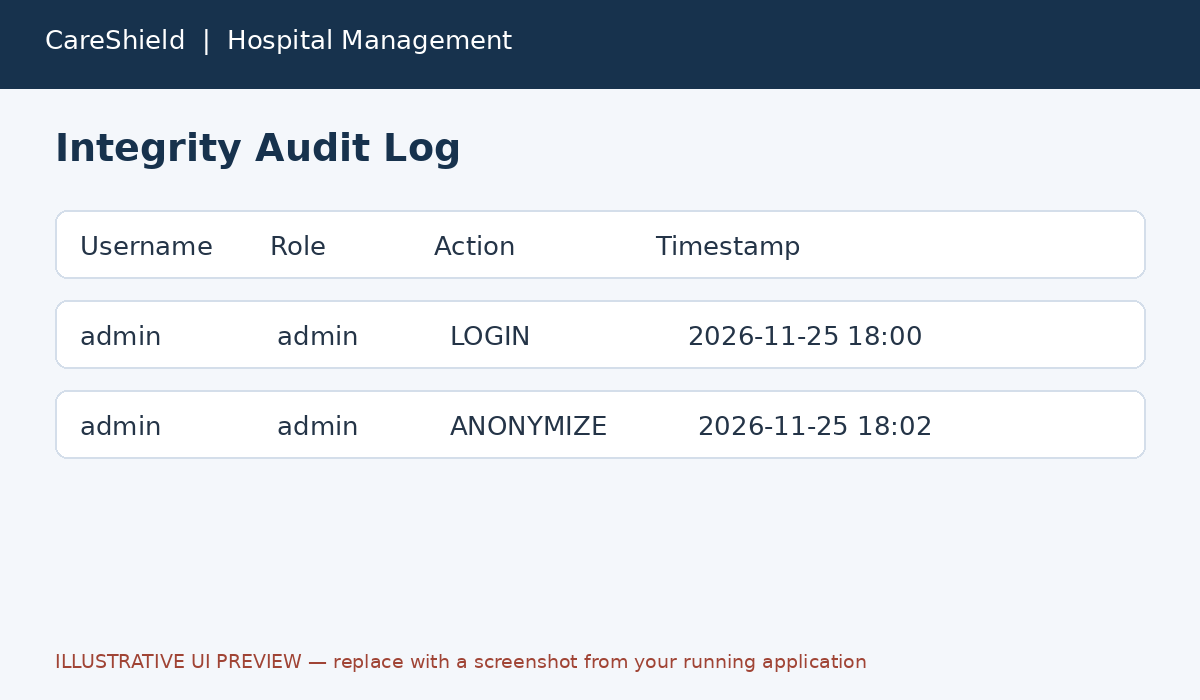 CareShield | Hospital Management
Integrity Audit Log
Username Role Action Timestamp
admin admin LOGIN 2026-11-25 18:00
admin admin ANONYMIZE 2026-11-25 18:02
ILLUSTRATIVE UI PREVIEW — replace with a screenshot from your running application